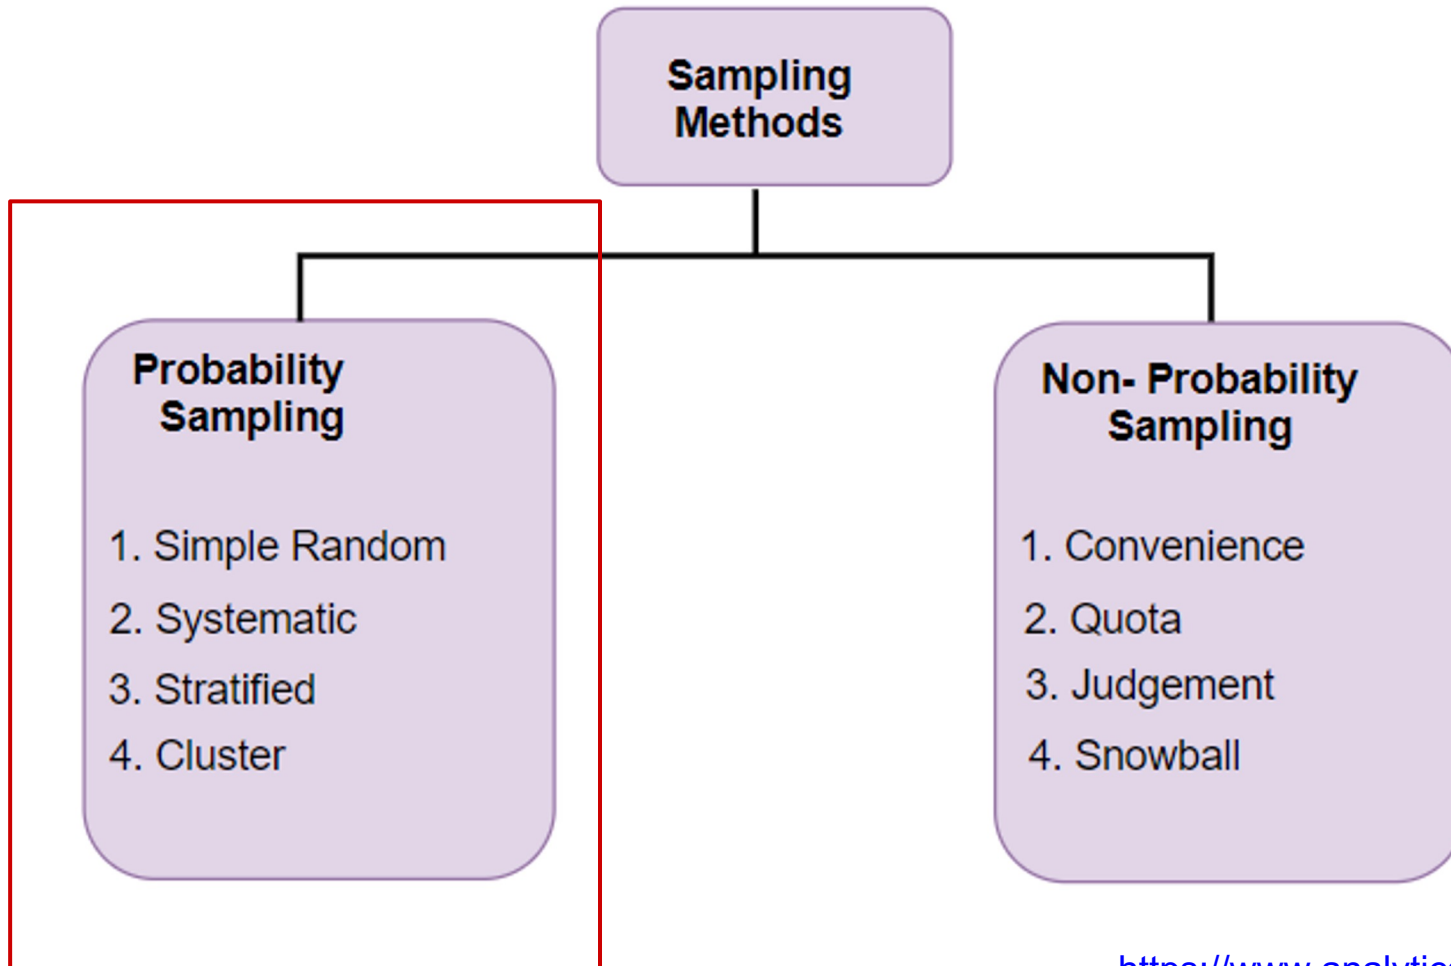 Sampling
Methods
Probability
Sampling
1. Simple Random
2. Systematic
3. Stratified
4. Cluster
Non- Probability
Sampling
1. Convenience
2. Quota
3. Judgement
4. Snowball